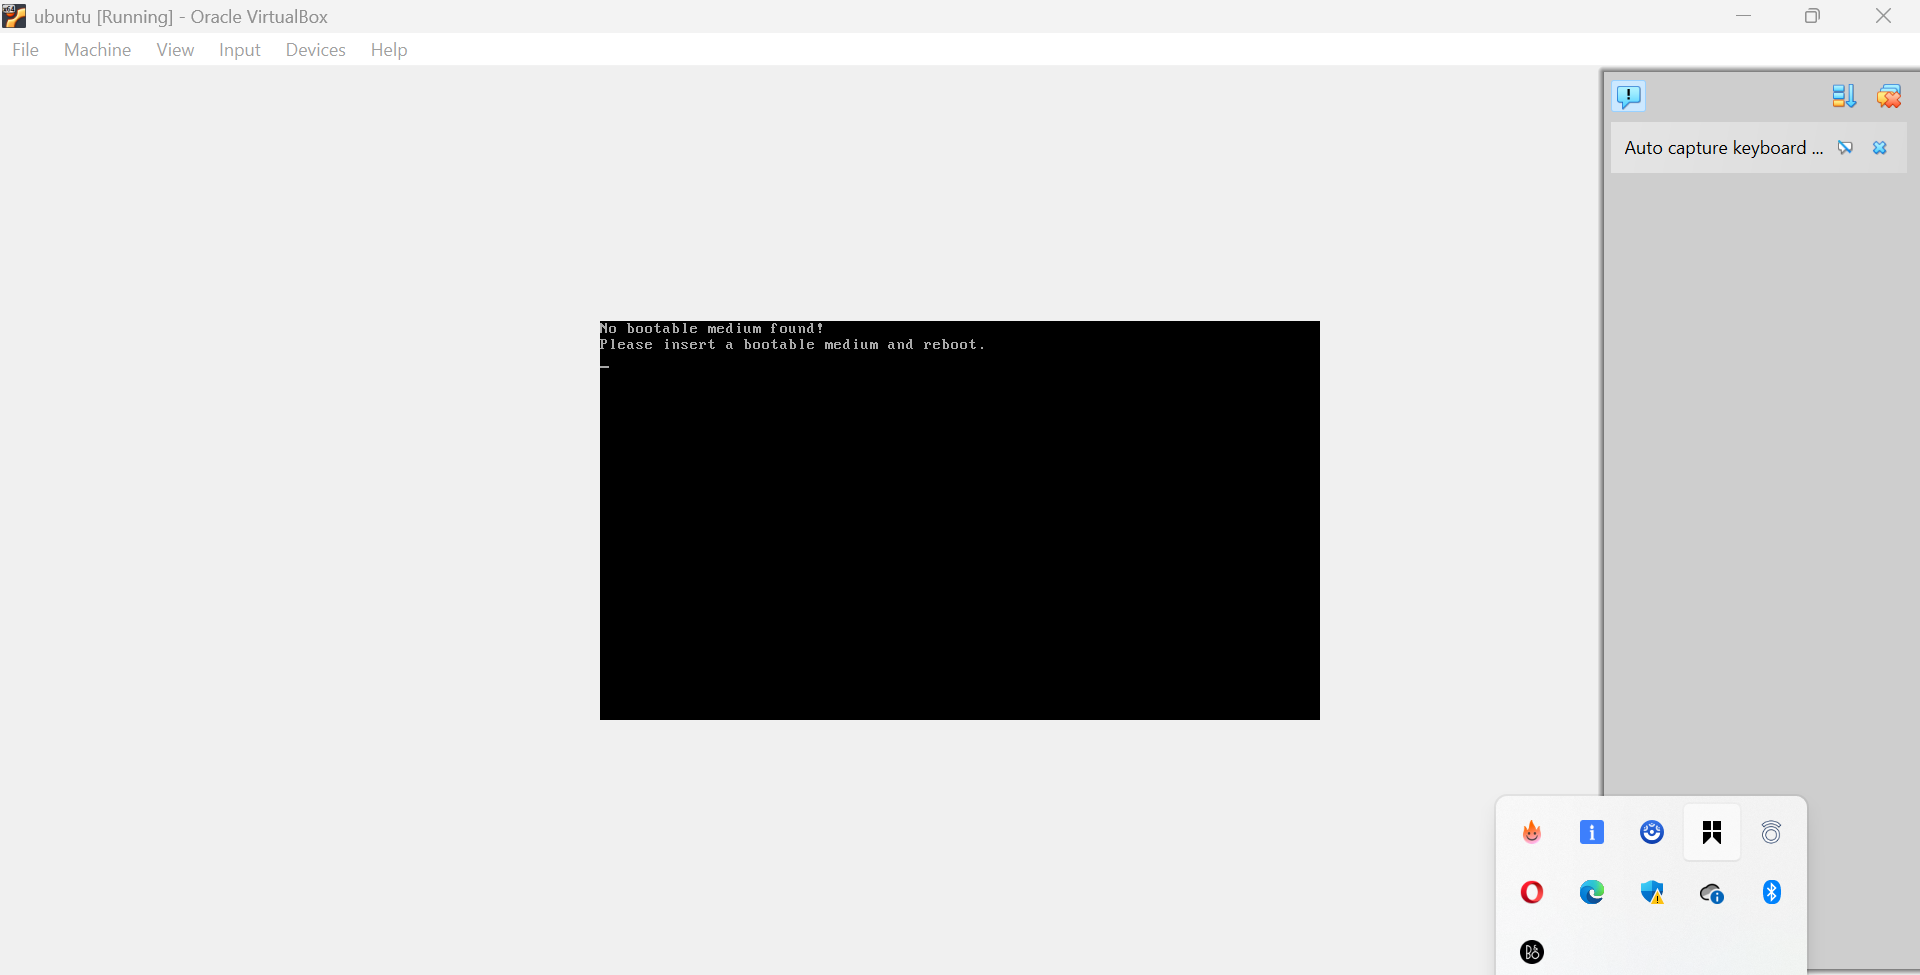 ubuntu [Running] - Oracle VirtualBox
File Machine View Input Devices Help
Auto capture keyboard ...
No bootable medium found!
Please insert a bootable medium and reboot.